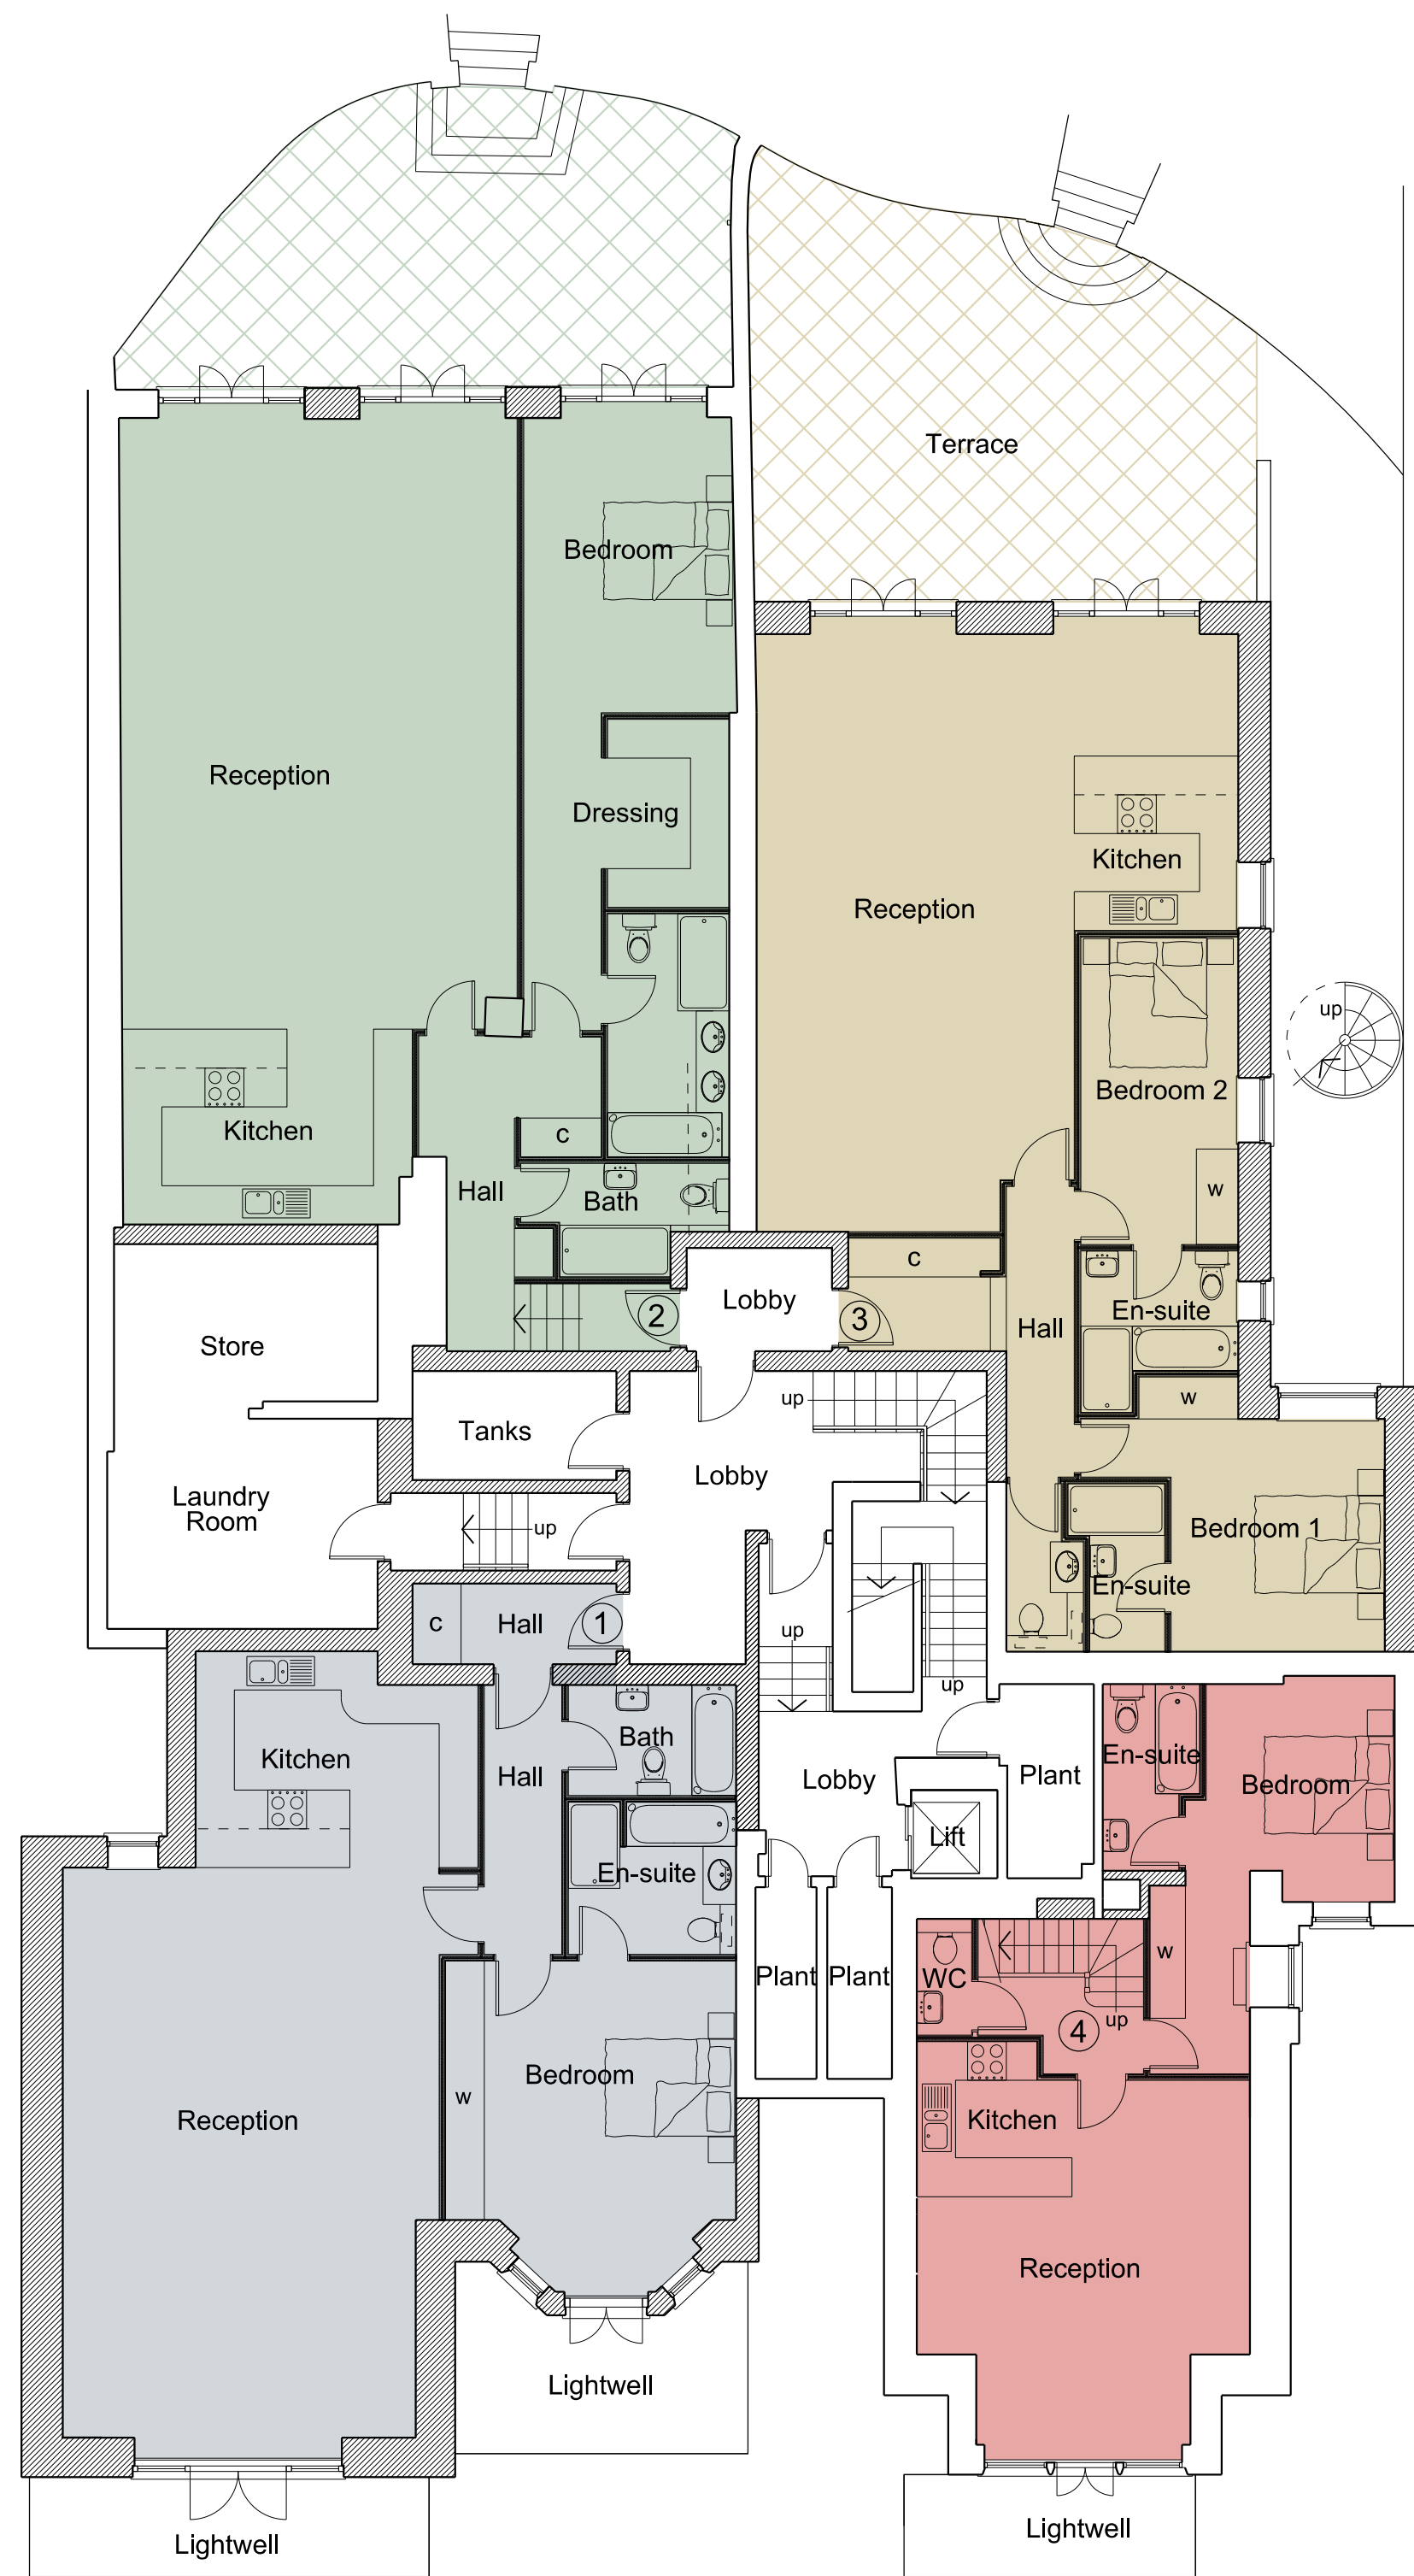 Terrace
Bedroom
Reception
Dressing
Kitchen
Reception
up
Bedroom 2
Kitchen
c
Hall
Bath
w
c
Lobby
2
3
En-suite
Hall
Store
w
up
Tanks
Lobby
Laundry
Room
up
Bedroom 1
En-suite
c
Hall
1
up
up
Bath
En-suite
Kitchen
Hall
Lobby
Plant
Bedroom
Lift
En-suite
w
Plant
Plant
WC
4
up
Bedroom
w
Reception
Kitchen
Reception
Lightwell
Lightwell
Lightwell